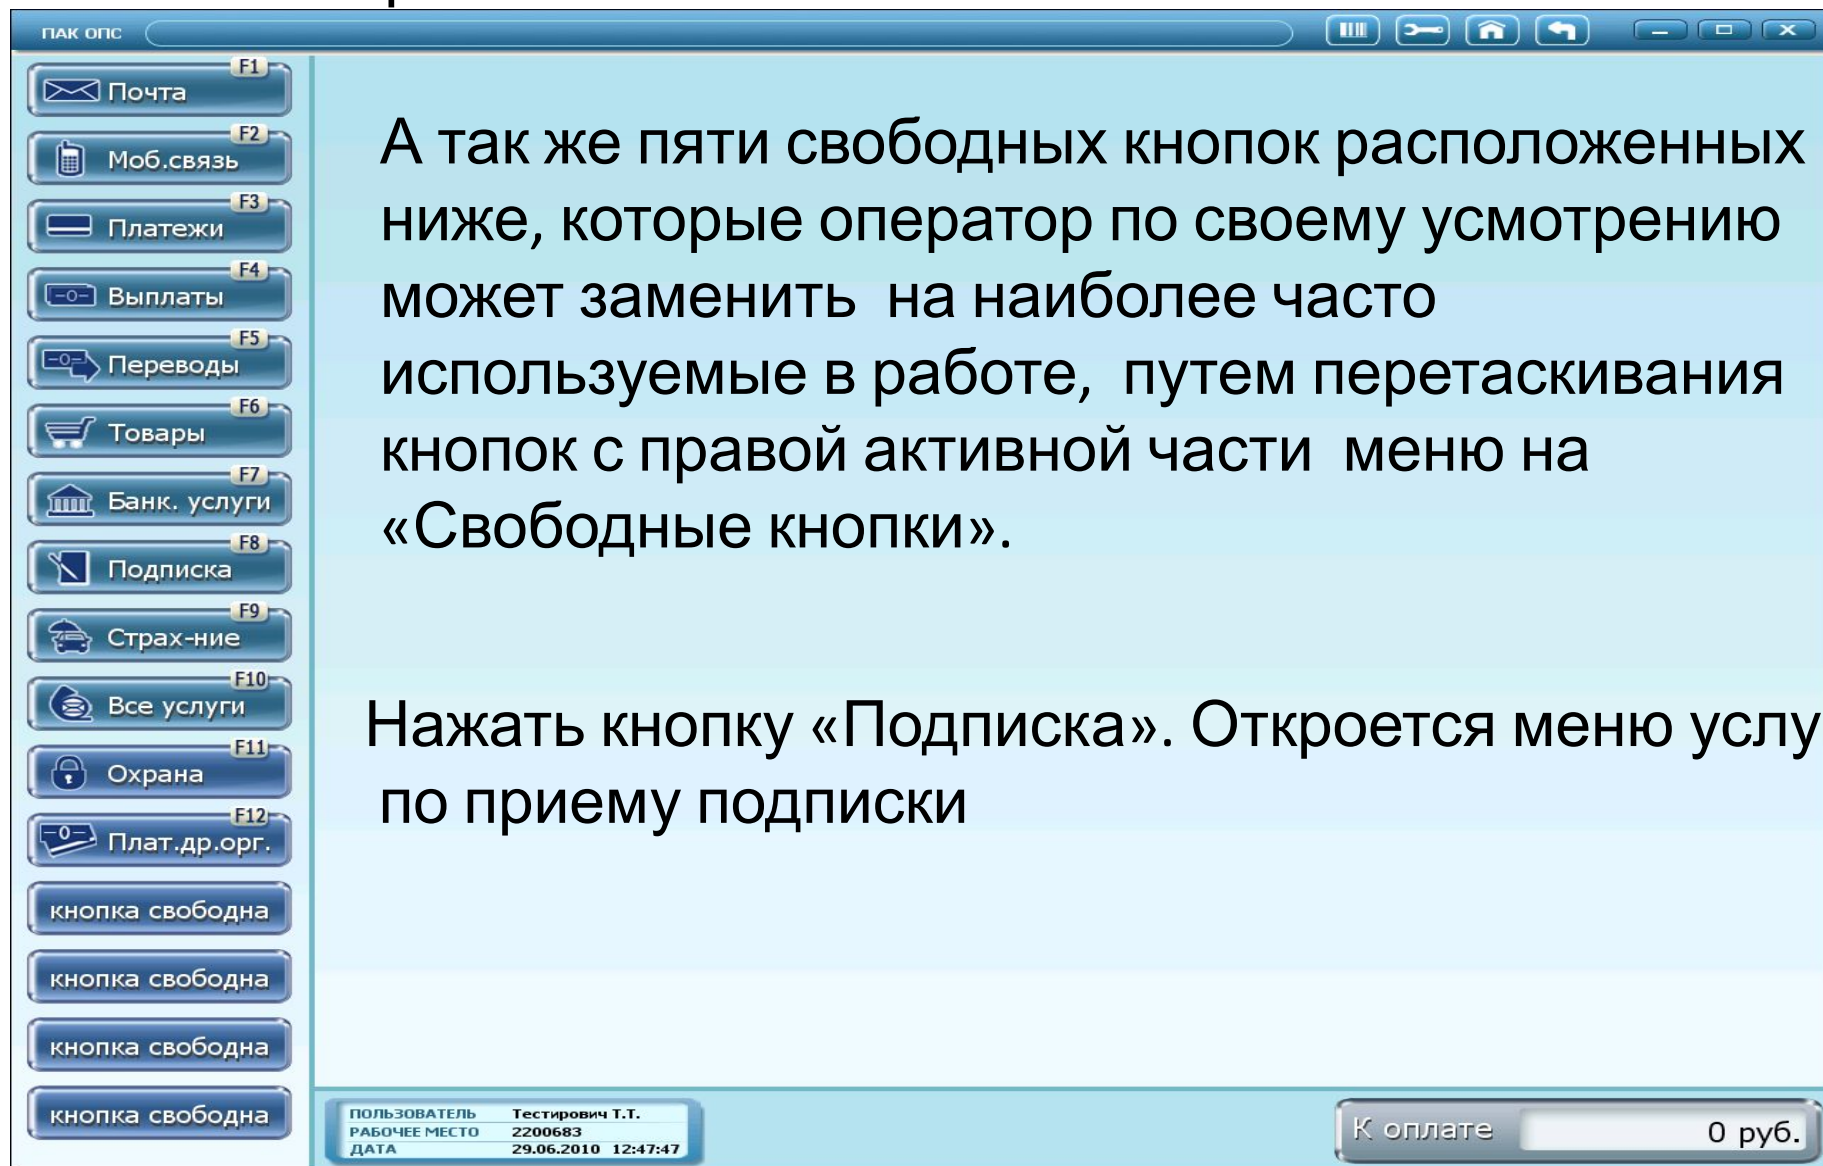 ПАК ОПС
F1
Почта
F2
Моб.связь
F3
Платежи
F4
Выплаты
F5
Переводы
F6
Товары
F7
Банк. услуги
F8
Подписка
F9
Страх-ние
F10
Все услуги
F11
Охрана
F12
Плат.др.орг.
кнопка свободна
кнопка свободна
кнопка свободна
кнопка свободна
А так же пяти свободных кнопок расположенных
ниже, которые оператор по своему усмотрению
может заменить на наиболее часто
используемые в работе, путем перетаскивания
кнопок с правой активной части меню на
«Свободные кнопки».
Нажать кнопку «Подписка». Откроется меню услу
по приему подписки
ПОЛЬЗОВАТЕЛЬ Тестирович Т.Т.
РАБОЧЕЕ МЕСТО 2200683
ДАТА 29.06.2010 12:47:47
К оплате 0 руб.